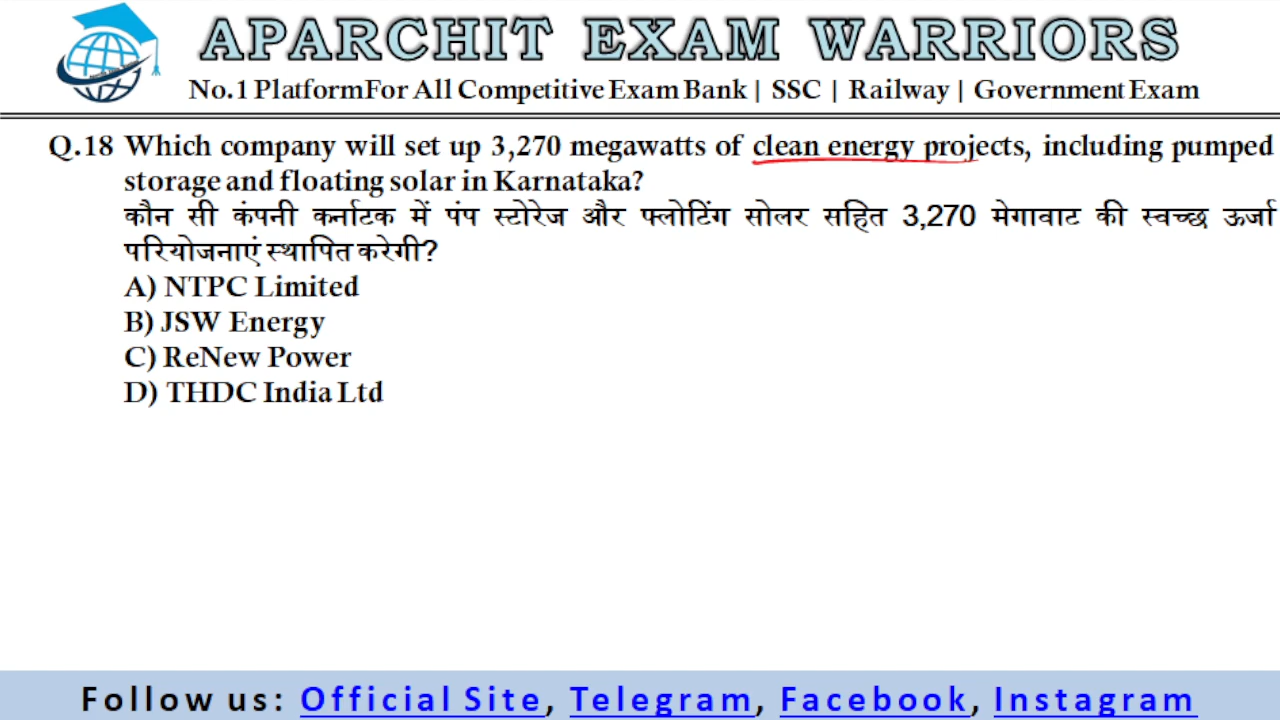 APARCHIT EXAM WARRIORS
No.1 PlatformFor All Competitive Exam Bank | SSC | Railway | Government Exam
Q.18 Which company will set up 3,270 megawatts of clean energy projects, including pumped
storage and floating solar in Karnataka?
कौन सी कंपनी कर्नाटक में पंप स्टोरेज और फ्लोटिंग सोलर सहित 3,270 मेगावाट की स्वच्छ ऊर्जा
परियोजनाएं स्थापित करेगी?
A) NTPC Limited
B) JSW Energy
C) ReNew Power
D) THDC India Ltd
Follow us: Official Site, Telegram, Facebook, Instagram